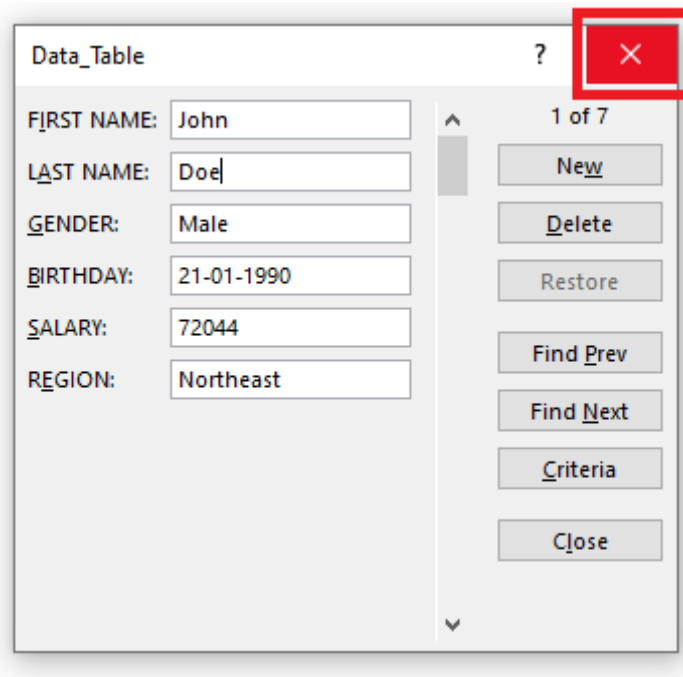 Data_Table ?
FIRST NAME: John
LAST NAME: Doe
GENDER: Male
BIRTHDAY: 21-01-1990
SALARY: 72044
REGION: Northeast
1 of 7
New
Delete
Restore
Find Prev
Find Next
Criteria
Close